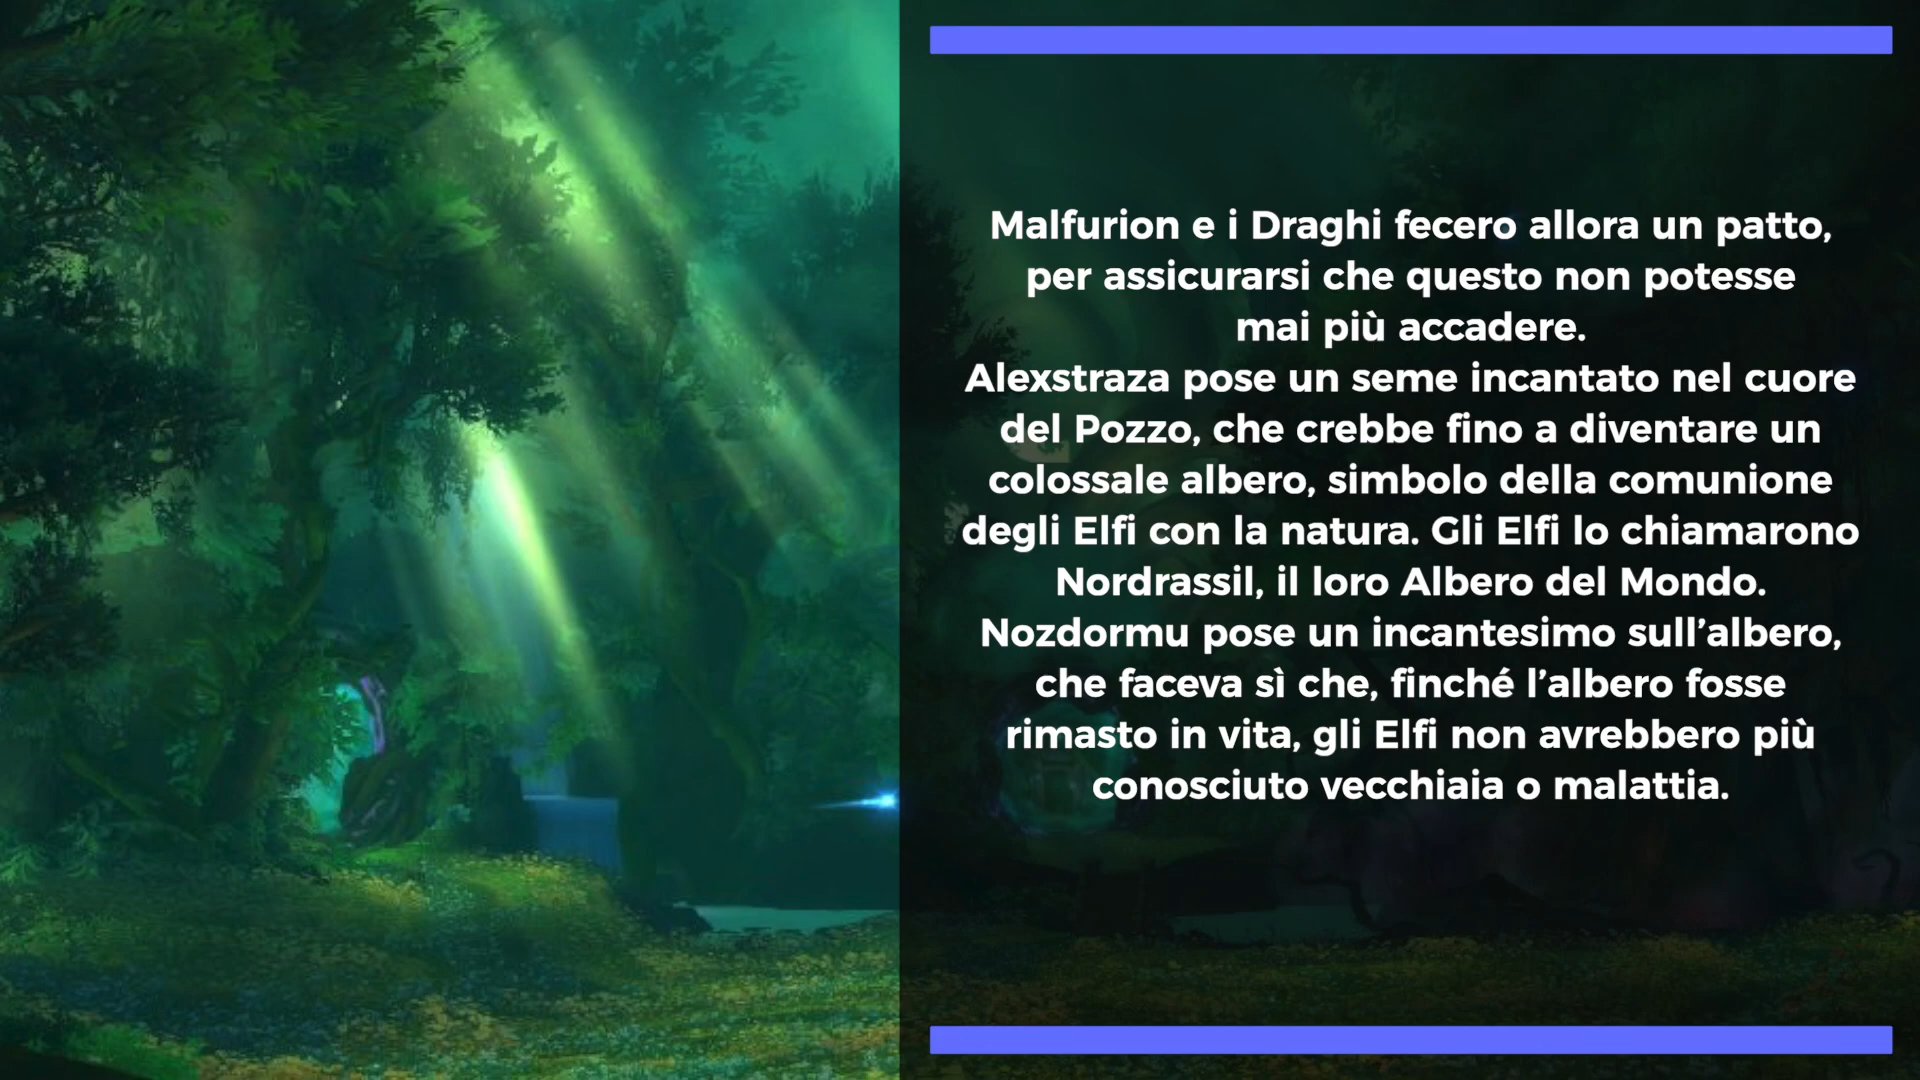 Malfurion e i Draghi fecero allora un patto,
per assicurarsi che questo non potesse
mai più accadere.
Alexstraza pose un seme incantato nel cuore
del Pozzo, che crebbe fino a diventare un
colossale albero, simbolo della comunione
degli Elfi con la natura. Gli Elfi lo chiamarono
Nordrassil, il loro Albero del Mondo.
Nozdormu pose un incantesimo sull’albero,
che faceva sì che, finché l’albero fosse
rimasto in vita, gli Elfi non avrebbero più
conosciuto vecchiaia o malattia.